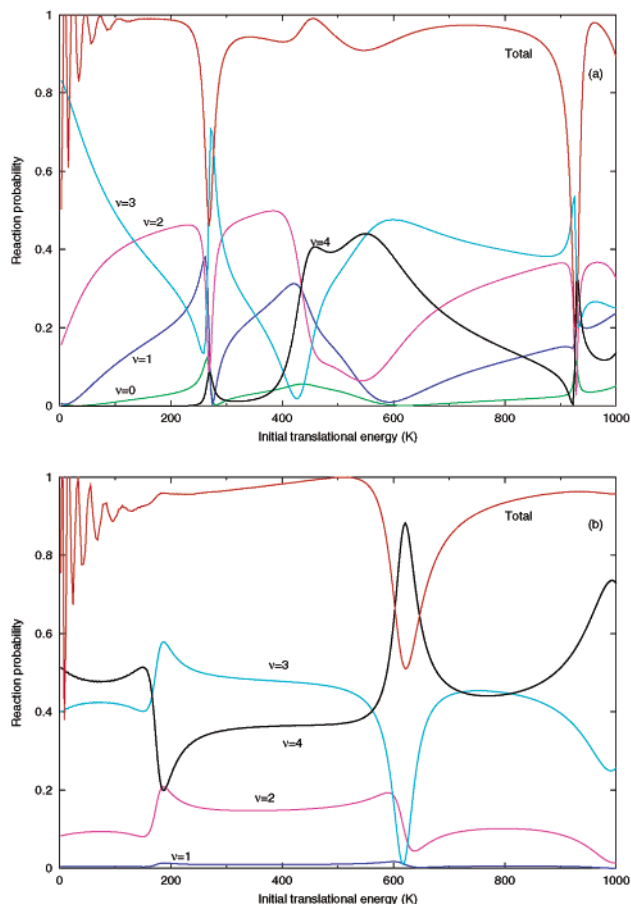 1
Total
(a)
0.8
0.6
ν=3
ν=2
ν=4
0.4
0.2
ν=1
ν=0
0
0
200
400
600
800
1000
Reaction probability
Initial translational energy (K)
1
Total
(b)
0.8
0.6
ν=3
0.4
ν=4
0.2
ν=2
ν=1
0
0
200
400
600
800
1000
Reaction probability
Initial translational energy (K)